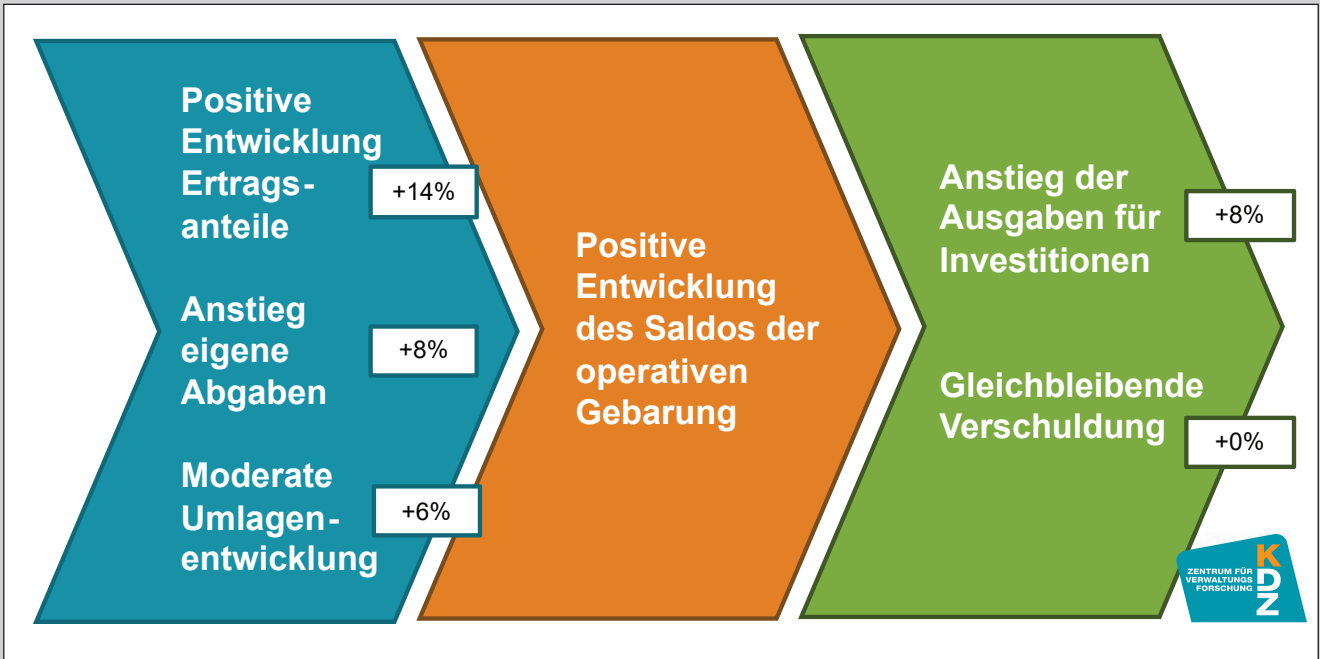 Positive
Entwicklung
Ertrags-
anteile
+14%
Anstieg
eigene
Abgaben
+8%
Moderate
Umlagen-
entwicklung
+6%
Positive
Entwicklung
des Saldos der
operativen
Gebarung
Anstieg der
Ausgaben für
Investitionen
+8%
Gleichbleibende
Verschuldung
+0%
ZENTRUM FÜR
VERWALTUNGS
FORSCHUNG
KDZ